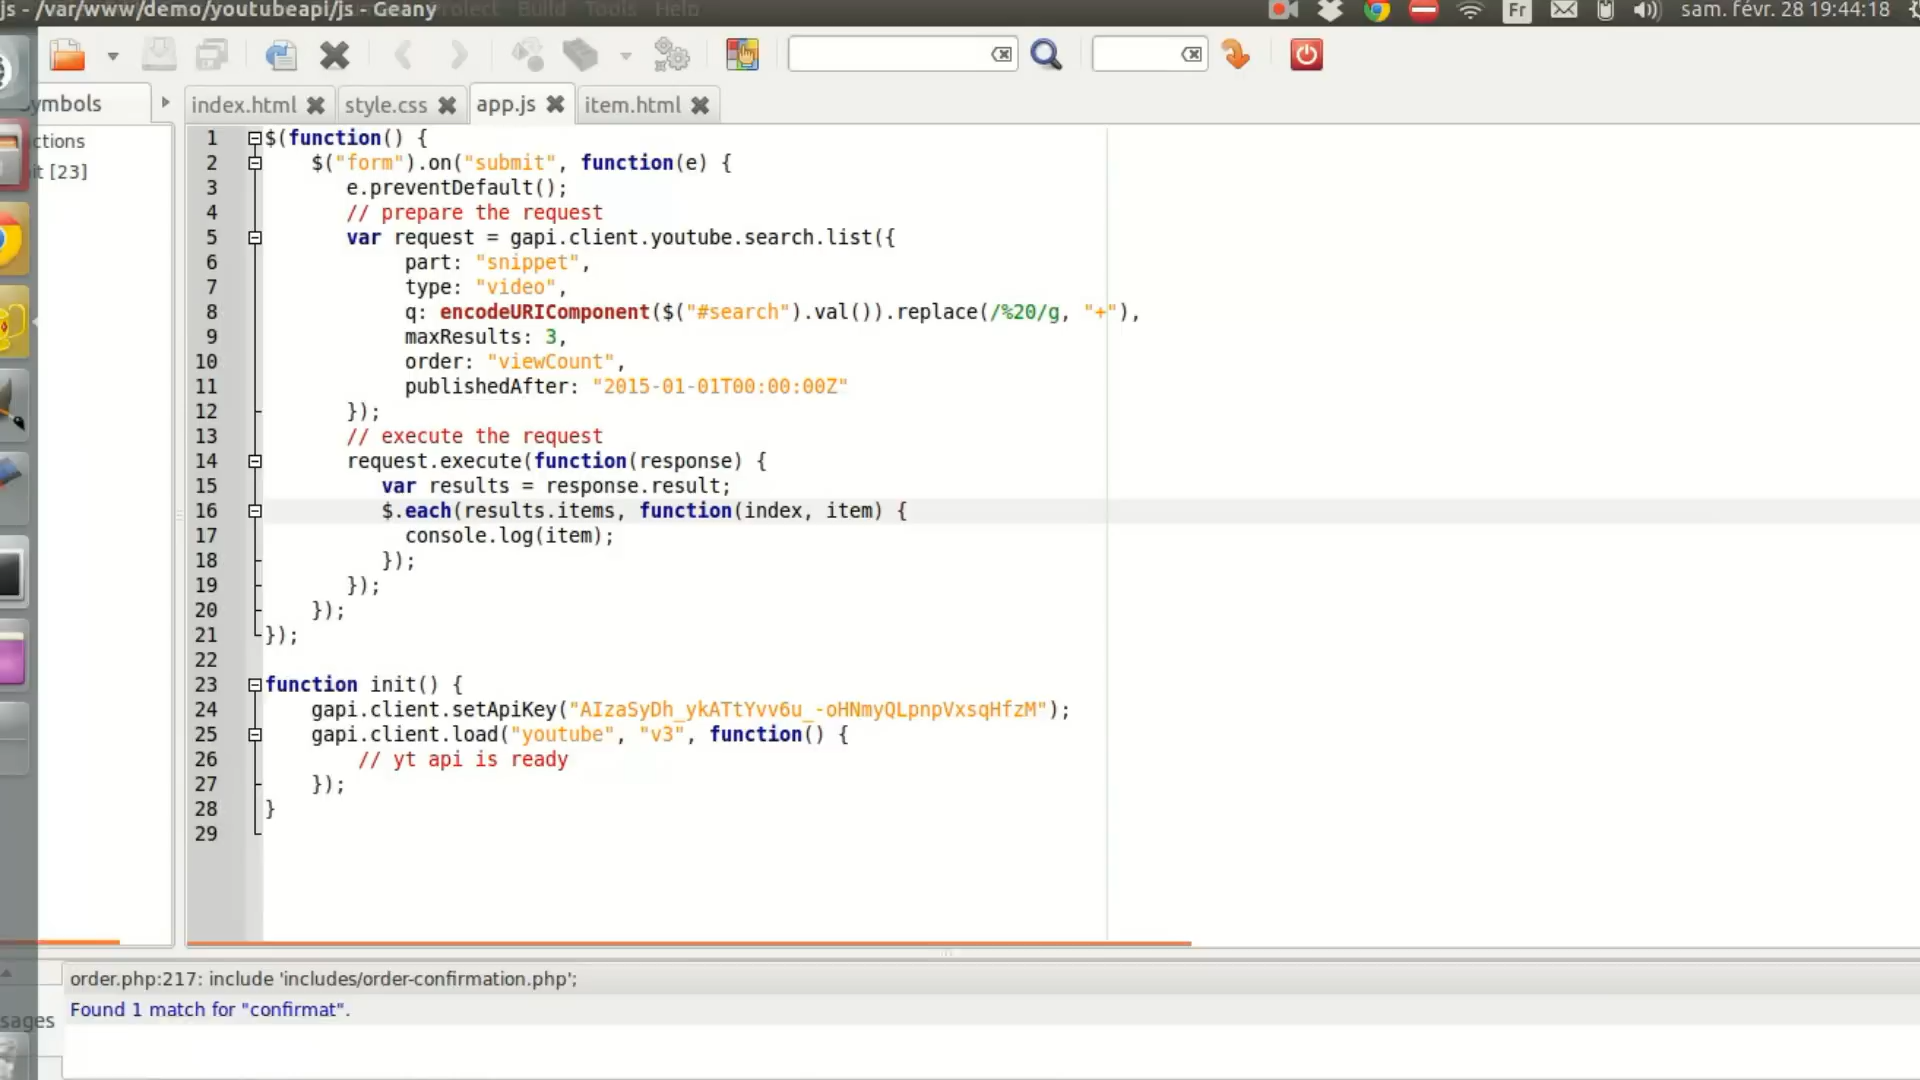 js - /var/www/demo/youtubeapi/js - Geany
Project Build Tools Help
Fr
sam. févr. 28 19:44:18
ymbols
index.html
style.css
app.js
item.html
ctions
it [23]
1 $(function() {
2 $("form").on("submit", function(e) {
3 e.preventDefault();
4 // prepare the request
5 var request = gapi.client.youtube.search.list({
6 part: "snippet",
7 type: "video",
8 q: encodeURIComponent($("#search").val()).replace(/%20/g, "+"),
9 maxResults: 3,
10 order: "viewCount",
11 publishedAfter: "2015-01-01T00:00:00Z"
12 });
13 // execute the request
14 request.execute(function(response) {
15 var results = response.result;
16 $.each(results.items, function(index, item) {
17 console.log(item);
18 });
19 });
20 });
21 });
22
23 function init() {
24 gapi.client.setApiKey("AIzaSyDh_ykATtYvv6u_-oHNmyQLpnpVxsqHfzM");
25 gapi.client.load("youtube", "v3", function() {
26 // yt api is ready
27 });
28 }
29
order.php:217: include 'includes/order-confirmation.php';
Found 1 match for "confirmat".
sages